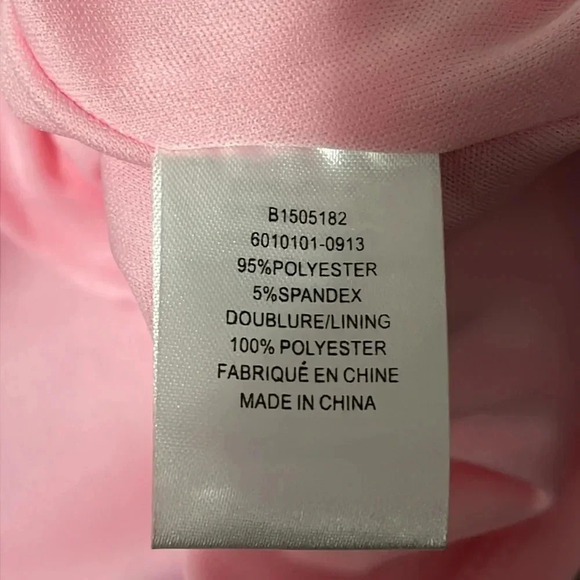 B1505182
6010101-0913
95%POLYESTER
5%SPANDEX
DOUBLURE/LINING
100% POLYESTER
FABRIQUÉ EN CHINE
MADE IN CHINA